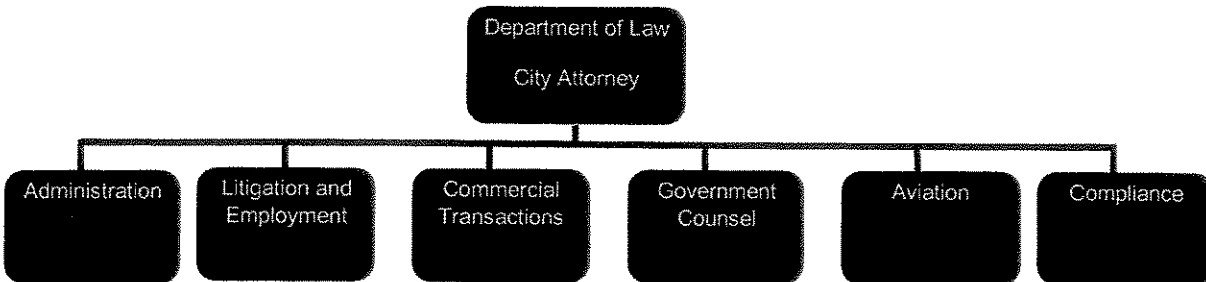 Department of Law
City Attorney
Administration
Litigation and
Employment
Commercial
Transactions
Government
Counsel
Aviation
Compliance